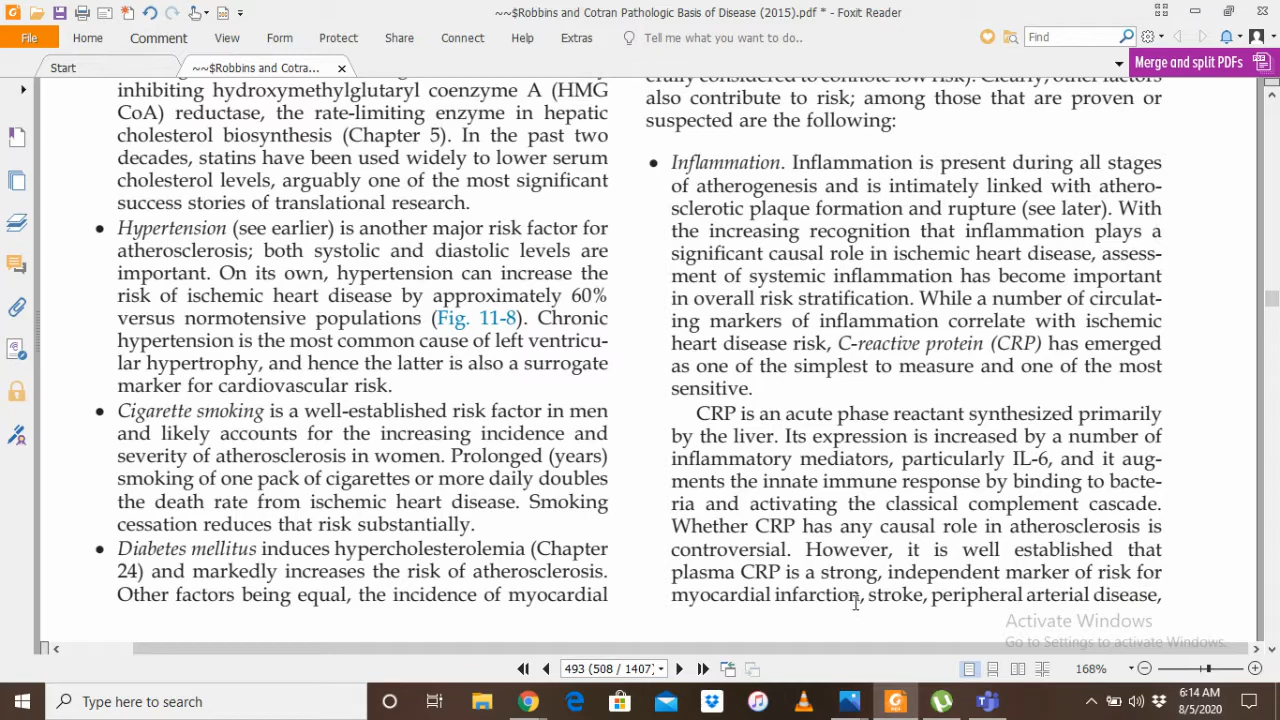 ~~$Robbins and Cotran Pathologic Basis of Disease (2015).pdf * - Foxit Reader
File Home Comment View Form Protect Share Connect Help Extras Tell me what you want to do.. Find
Start ~~$Robbins and Cotra... Merge and split PDFs
inhibiting hydroxymethylglutaryl coenzyme A (HMG
CoA) reductase, the rate-limiting enzyme in hepatic
cholesterol biosynthesis (Chapter 5). In the past two
decades, statins have been used widely to lower serum
cholesterol levels, arguably one of the most significant
success stories of translational research.
• Hypertension (see earlier) is another major risk factor for
atherosclerosis; both systolic and diastolic levels are
important. On its own, hypertension can increase the
risk of ischemic heart disease by approximately 60%
versus normotensive populations (Fig. 11-8). Chronic
hypertension is the most common cause of left ventricu-
lar hypertrophy, and hence the latter is also a surrogate
marker for cardiovascular risk.
• Cigarette smoking is a well-established risk factor in men
and likely accounts for the increasing incidence and
severity of atherosclerosis in women. Prolonged (years)
smoking of one pack of cigarettes or more daily doubles
the death rate from ischemic heart disease. Smoking
cessation reduces that risk substantially.
• Diabetes mellitus induces hypercholesterolemia (Chapter
24) and markedly increases the risk of atherosclerosis.
Other factors being equal, the incidence of myocardial
erally considered to connote low risk). Clearly, other factors
also contribute to risk; among those that are proven or
suspected are the following:
• Inflammation. Inflammation is present during all stages
of atherogenesis and is intimately linked with athero-
sclerotic plaque formation and rupture (see later). With
the increasing recognition that inflammation plays a
significant causal role in ischemic heart disease, assess-
ment of systemic inflammation has become important
in overall risk stratification. While a number of circulat-
ing markers of inflammation correlate with ischemic
heart disease risk, C-reactive protein (CRP) has emerged
as one of the simplest to measure and one of the most
sensitive.
CRP is an acute phase reactant synthesized primarily
by the liver. Its expression is increased by a number of
inflammatory mediators, particularly IL-6, and it aug-
ments the innate immune response by binding to bacte-
ria and activating the classical complement cascade.
Whether CRP has any causal role in atherosclerosis is
controversial. However, it is well established that
plasma CRP is a strong, independent marker of risk for
myocardial infarction, stroke, peripheral arterial disease,
Activate Windows
Go to Settings to activate Windows.
493 (508 / 1407) 168%
Type here to search
6:14 AM
8/5/2020